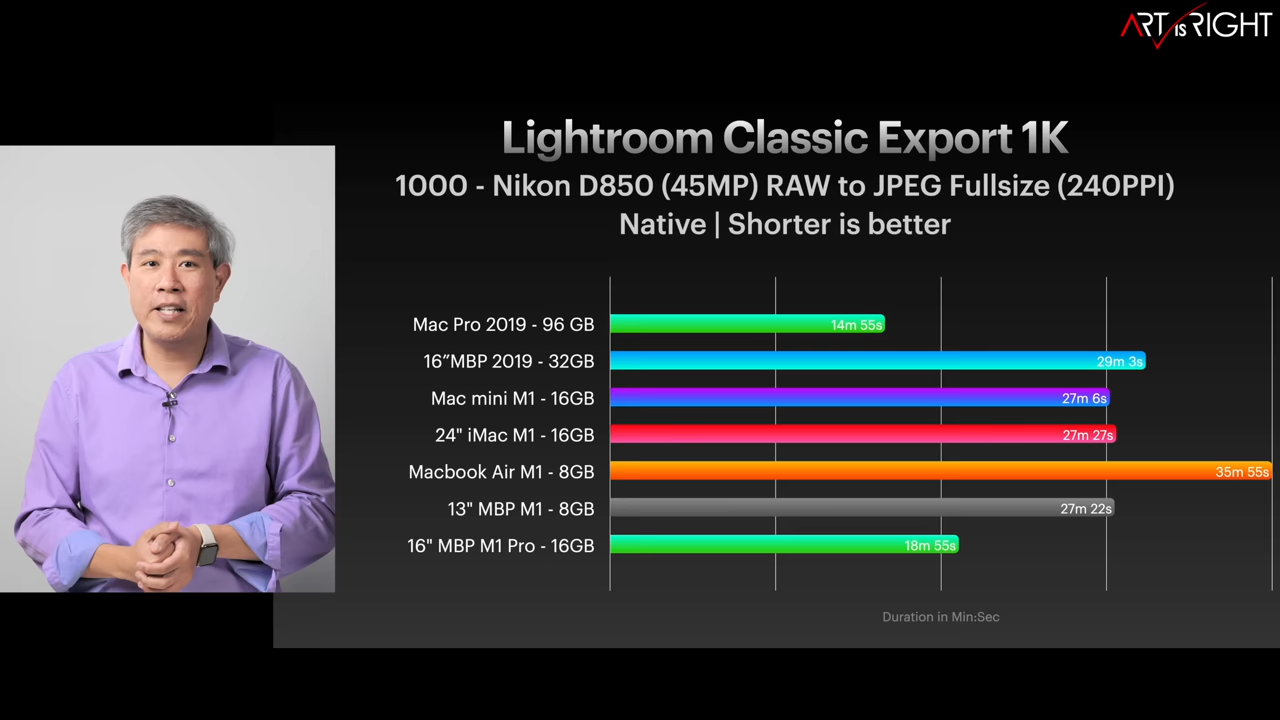 ART iS RIGHT
Lightroom Classic Export 1K
1000 - Nikon D850 (45MP) RAW to JPEG Fullsize (240PPI)
Native | Shorter is better
Mac Pro 2019 - 96 GB 14m 55s
16″MBP 2019 - 32GB 29m 3s
Mac mini M1 - 16GB 27m 6s
24" iMac M1 - 16GB 27m 27s
Macbook Air M1 - 8GB 35m 55s
13" MBP M1 - 8GB 27m 22s
16" MBP M1 Pro - 16GB 18m 55s
Duration in Min:Sec